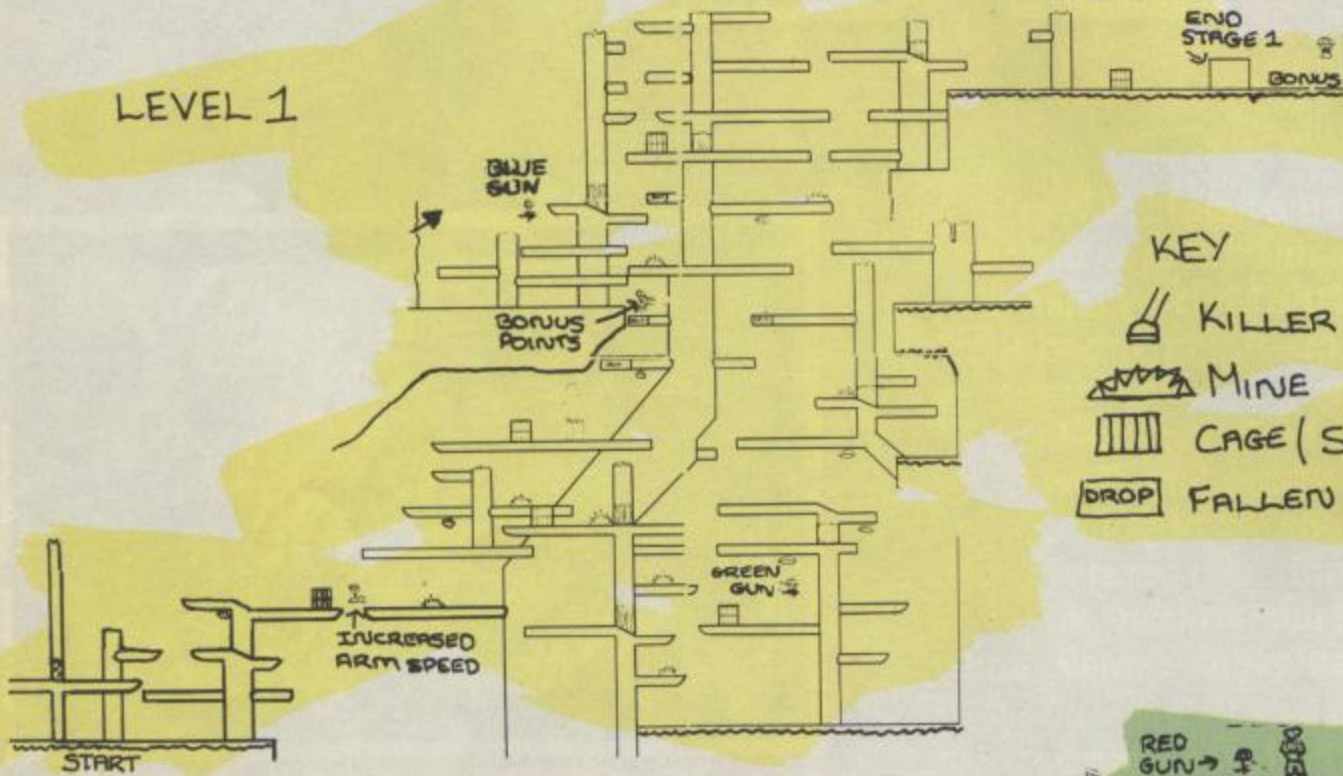 LEVEL 1
END
STAGE 1
BONUS
BLUE
GUN
BONUS
POINTS
KEY
KILLER
MINE
CAGE (S
DROP FALLEN
GREEN
GUN
INCREASED
ARM SPEED
START
RED
GUN